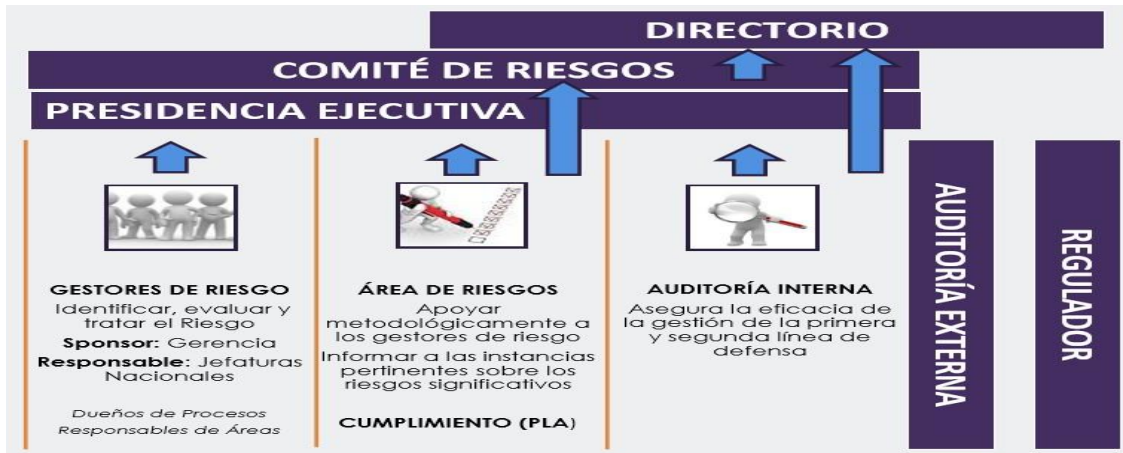 DIRECTORIO
COMITÉ DE RIESGOS
PRESIDENCIA EJECUTIVA
GESTORES DE RIESGO
Identificar, evaluar y
tratar el Riesgo
Sponsor: Gerencia
Responsable: Jefaturas
Nacionales
Dueños de Procesos
Responsables de Áreas
ÁREA DE RIESGOS
Apoyar
metodológicamente a
los gestores de riesgo
Informar a las instancias
pertinentes sobre los
riesgos significativos
CUMPLIMIENTO (PLA)
AUDITORÍA INTERNA
Asegura la eficacia de
la gestión de la primera
y segunda línea de
defensa
AUDITORÍA EXTERNA
REGULADOR